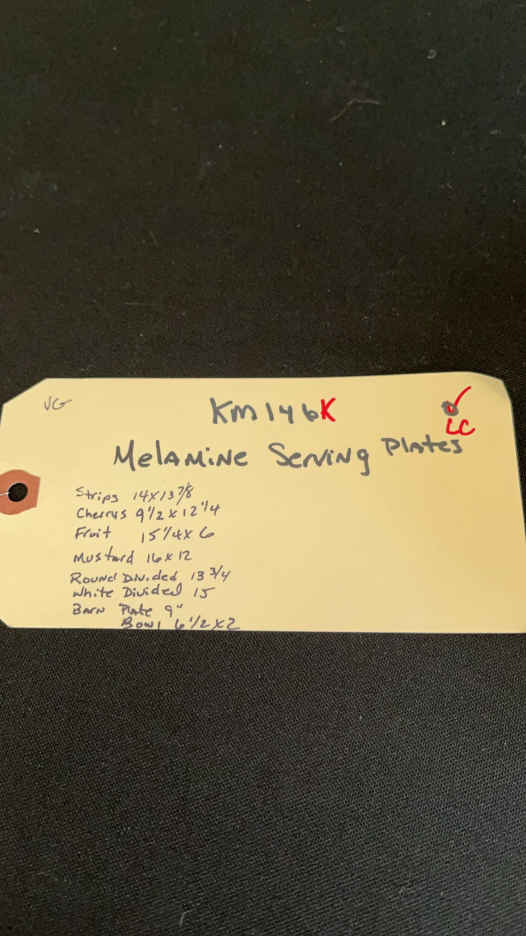 VG
KM146K
LC
MelAMiNe SerViNg Plates
Strips 14x13 7/8
Cherrys 9 1/2 x 12 1/4
Fruit 15 1/4 x 6
Mustard 16 x 12
Round Divided 13 3/4
White Divided 15
Barn Plate 9"
Bowl 6 1/2 x 2